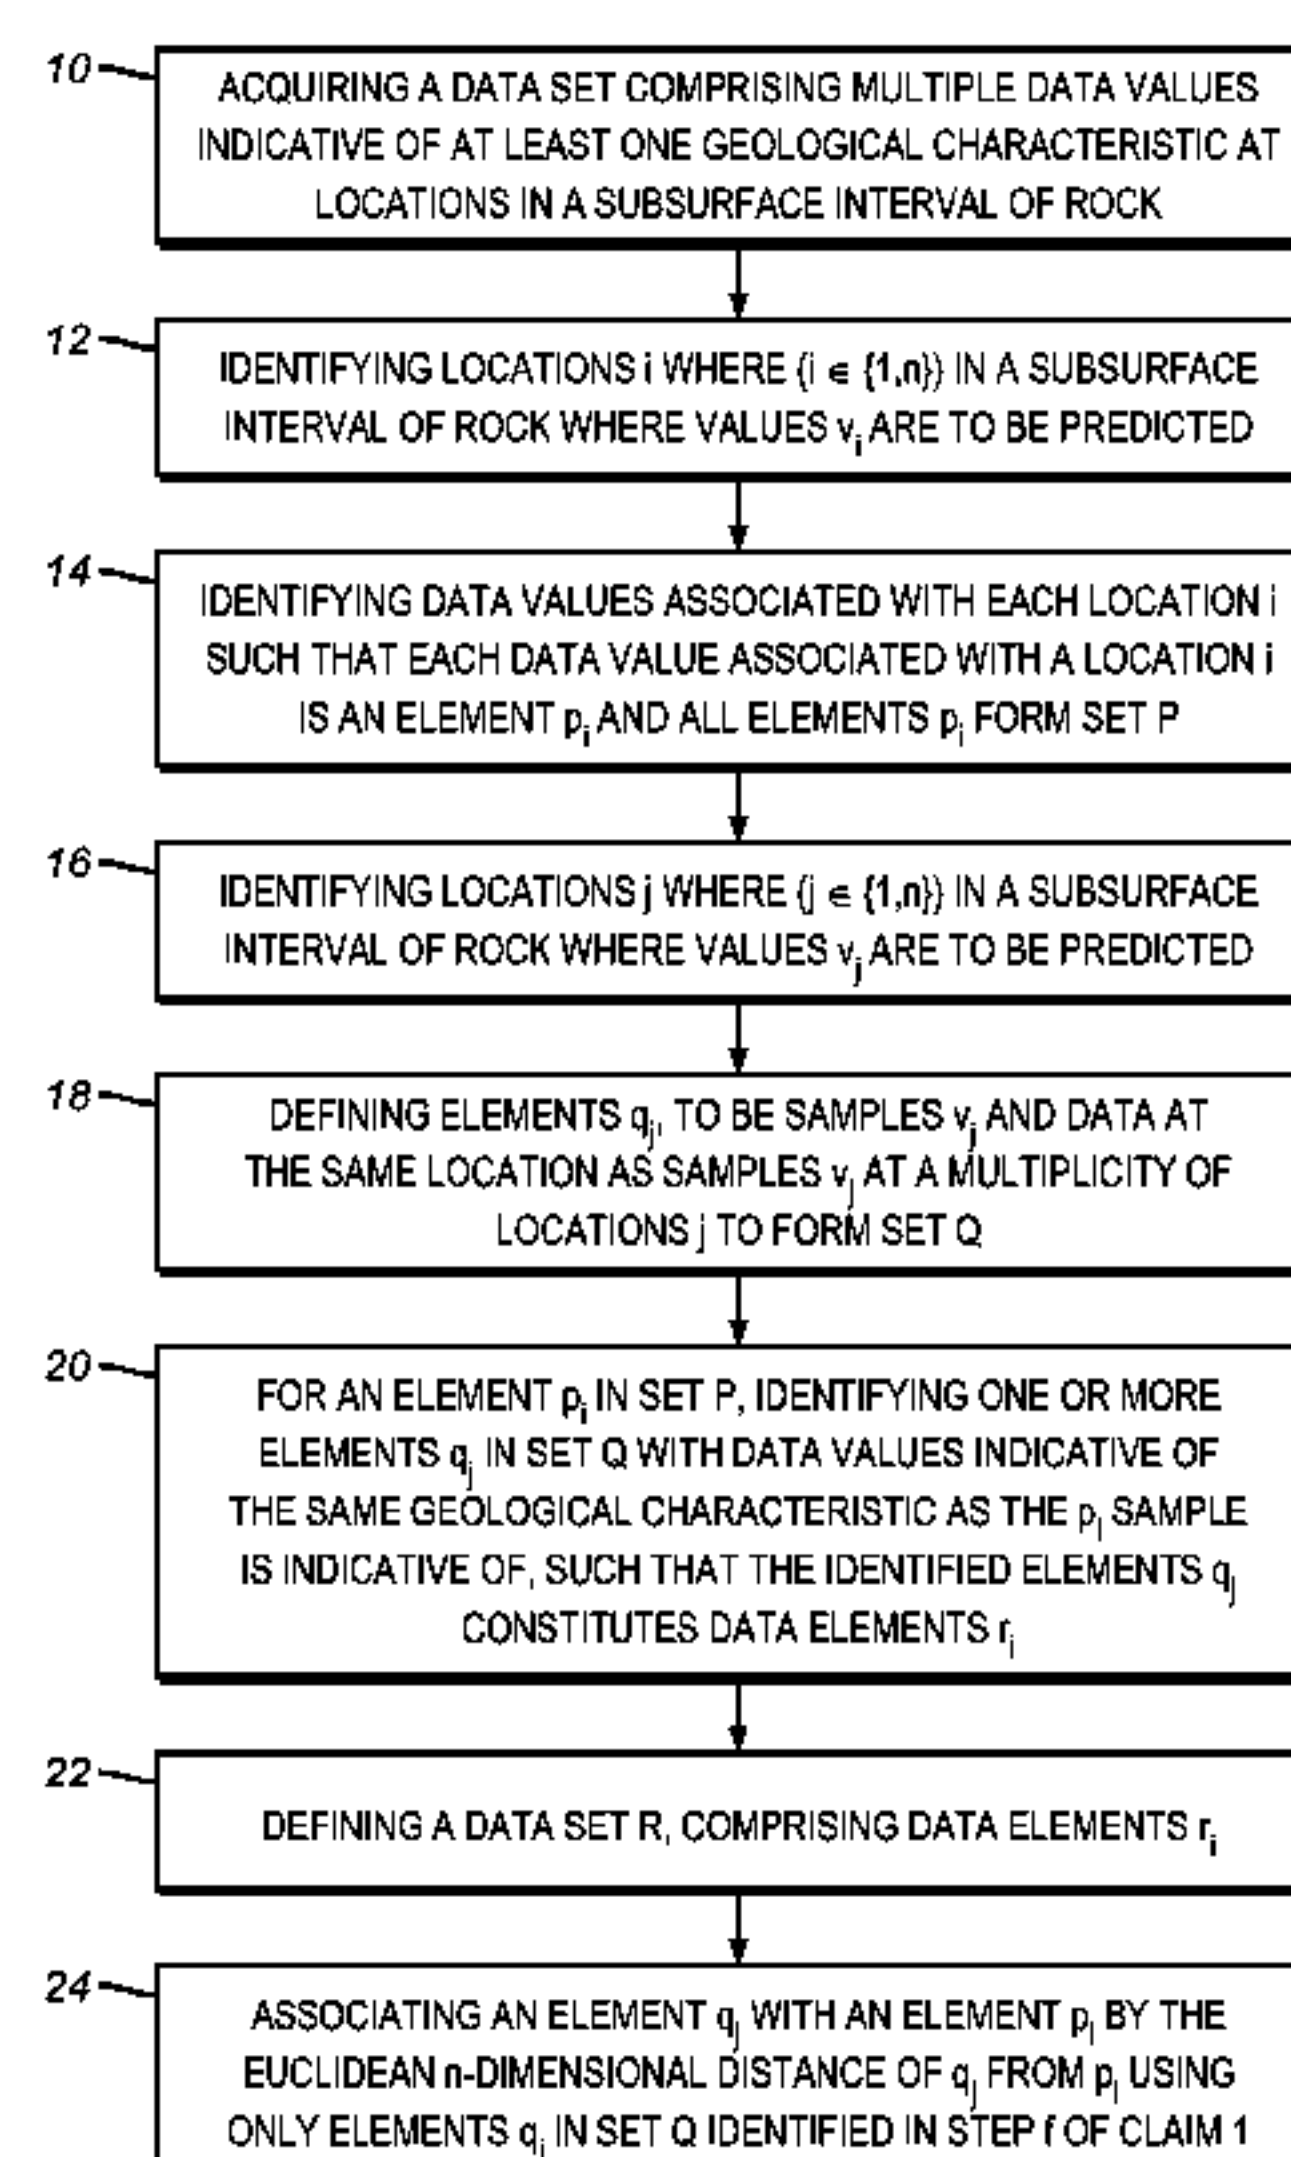 10
ACQUIRING A DATA SET COMPRISING MULTIPLE DATA VALUES
INDICATIVE OF AT LEAST ONE GEOLOGICAL CHARACTERISTIC AT
LOCATIONS IN A SUBSURFACE INTERVAL OF ROCK
12
IDENTIFYING LOCATIONS i WHERE (i ∈ {1,n}) IN A SUBSURFACE
INTERVAL OF ROCK WHERE VALUES vᵢ ARE TO BE PREDICTED
14
IDENTIFYING DATA VALUES ASSOCIATED WITH EACH LOCATION i
SUCH THAT EACH DATA VALUE ASSOCIATED WITH A LOCATION i
IS AN ELEMENT pᵢ AND ALL ELEMENTS pᵢ FORM SET P
16
IDENTIFYING LOCATIONS j WHERE (j ∈ {1,n}) IN A SUBSURFACE
INTERVAL OF ROCK WHERE VALUES vⱼ ARE TO BE PREDICTED
18
DEFINING ELEMENTS qⱼ, TO BE SAMPLES vⱼ AND DATA AT
THE SAME LOCATION AS SAMPLES vⱼ AT A MULTIPLICITY OF
LOCATIONS j TO FORM SET Q
20
FOR AN ELEMENT pᵢ IN SET P, IDENTIFYING ONE OR MORE
ELEMENTS qⱼ IN SET Q WITH DATA VALUES INDICATIVE OF
THE SAME GEOLOGICAL CHARACTERISTIC AS THE pᵢ SAMPLE
IS INDICATIVE OF, SUCH THAT THE IDENTIFIED ELEMENTS qⱼ
CONSTITUTES DATA ELEMENTS rᵢ
22
DEFINING A DATA SET R, COMPRISING DATA ELEMENTS rᵢ
24
ASSOCIATING AN ELEMENT qⱼ WITH AN ELEMENT pᵢ BY THE
EUCLIDEAN n-DIMENSIONAL DISTANCE OF qⱼ FROM pᵢ USING
ONLY ELEMENTS qⱼ IN SET Q IDENTIFIED IN STEP f OF CLAIM 1